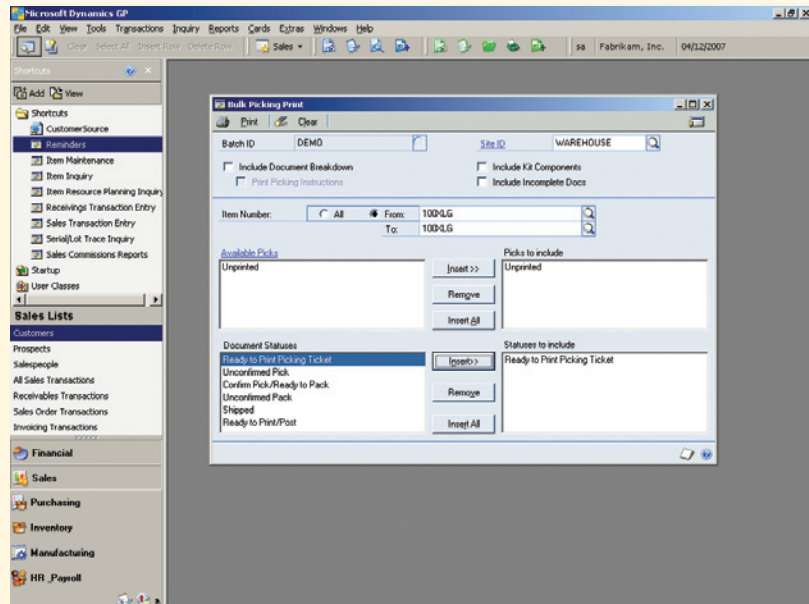 Microsoft Dynamics GP
File Edit View Tools Transactions Inquiry Reports Cards Extras Windows Help
Clear Select All Insert Row Delete Row Sales sa Fabrikam, Inc. 04/12/2007
Shortcuts
Add View
Shortcuts
CustomerSource
Reminders
Item Maintenance
Item Inquiry
Item Resource Planning Inquiry
Receivings Transaction Entry
Sales Transaction Entry
Serial/Lot Trace Inquiry
Sales Commissions Reports
Startup
User Classes
Sales Lists
Customers
Prospects
Salespeople
All Sales Transactions
Receivables Transactions
Sales Order Transactions
Invoicing Transactions
Financial
Sales
Purchasing
Inventory
Manufacturing
HR_Payroll
Bulk Picking Print
Print Clear
Batch ID DEMO Site ID WAREHOUSE
Include Document Breakdown Include Kit Components
Print Picking Instructions Include Incomplete Docs
Item Number: All From: 100XLG
To: 100XLG
Available Picks Picks to include
Unprinted Insert >> Unprinted
Remove
Insert All
Document Statuses Statuses to include
Ready to Print Picking Ticket Insert>> Ready to Print Picking Ticket
Unconfirmed Pick
Confirm Pick/Ready to Pack
Unconfirmed Pack Remove
Shipped
Ready to Print/Post Insert All